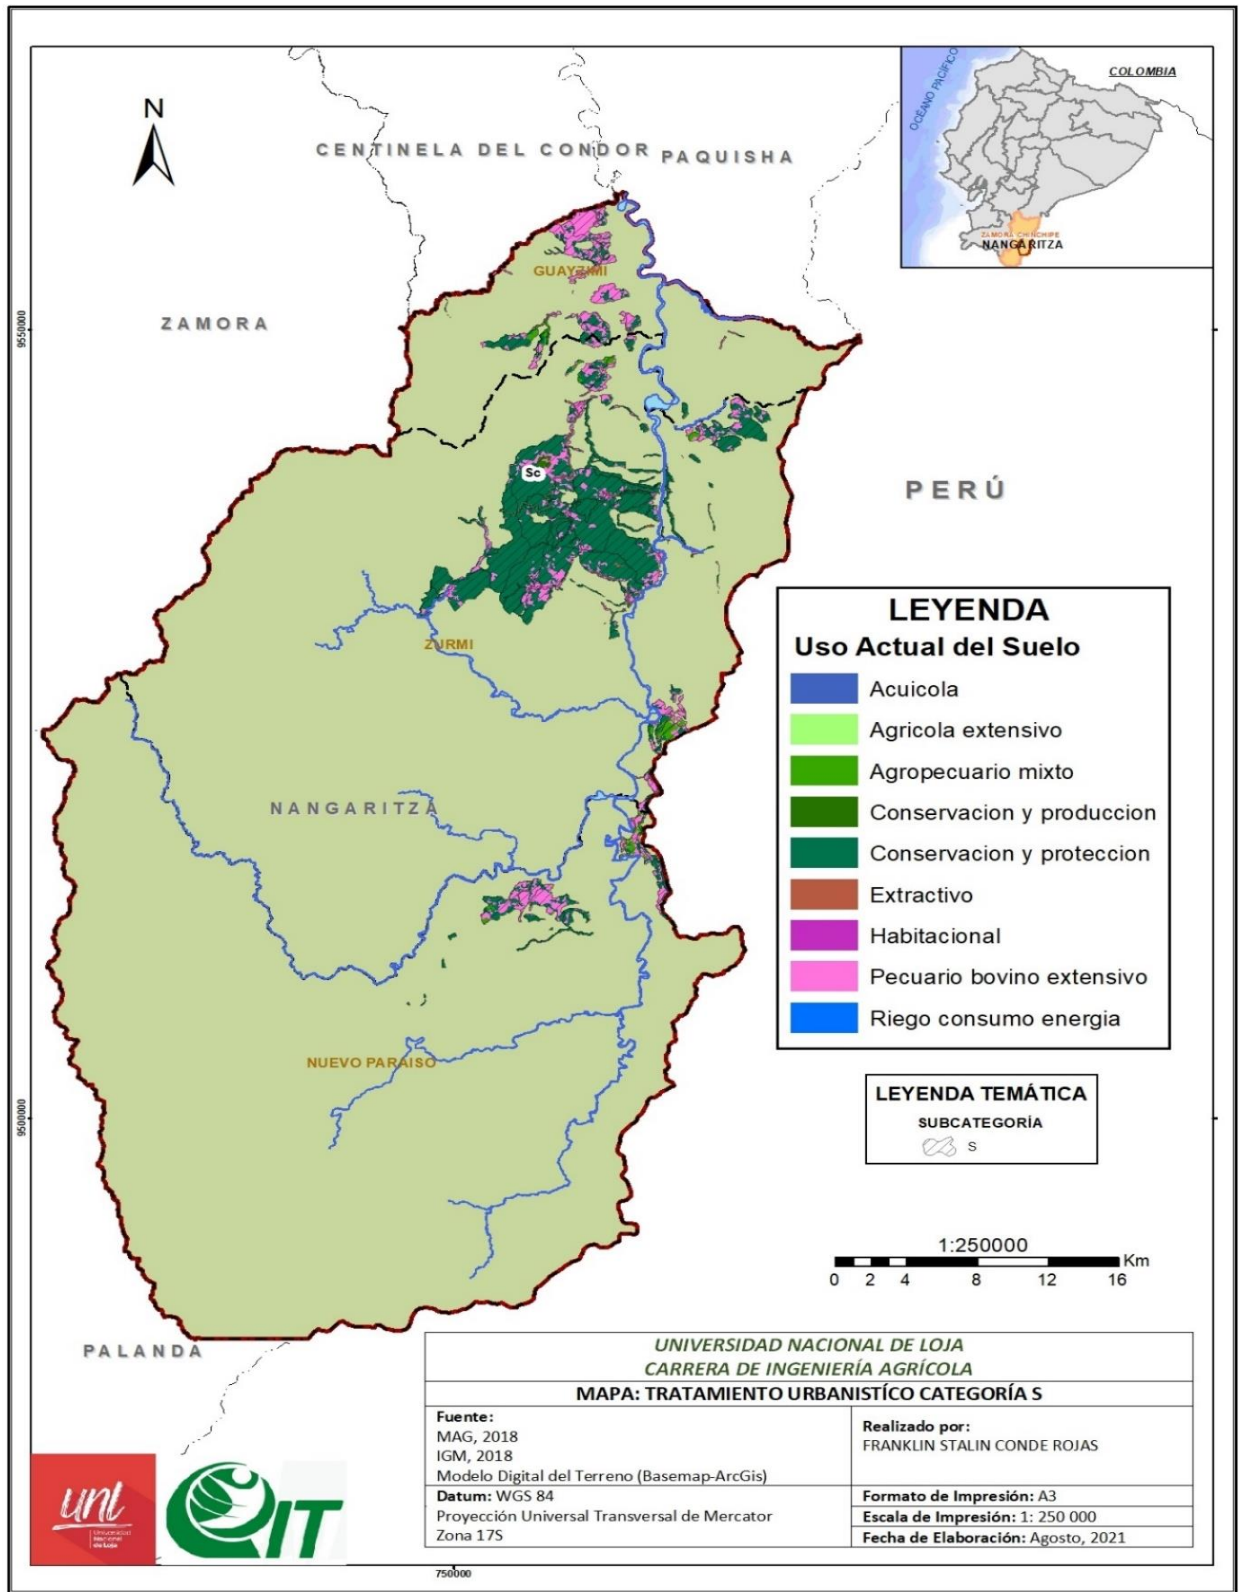 N
OCÉANO PACÍFICO
COLOMBIA
ZAMORA CHINCHIPE
NANGARITZA
CENTINELA DEL CONDOR
PAQUISHA
ZAMORA
GUAYZIMI
9550000
Sc
PERÚ
ZURMI
NANGARITZA
NUEVO PARAISO
9500000
PALANDA
LEYENDA
Uso Actual del Suelo
Acuicola
Agricola extensivo
Agropecuario mixto
Conservacion y produccion
Conservacion y proteccion
Extractivo
Habitacional
Pecuario bovino extensivo
Riego consumo energia
LEYENDA TEMÁTICA
SUBCATEGORÍA
S
1:250000
Km
0 2 4 8 12 16
UNIVERSIDAD NACIONAL DE LOJA
CARRERA DE INGENIERÍA AGRÍCOLA
MAPA: TRATAMIENTO URBANISTÍCO CATEGORÍA S
Fuente:
MAG, 2018
IGM, 2018
Modelo Digital del Terreno (Basemap-ArcGis)
Realizado por:
FRANKLIN STALIN CONDE ROJAS
Datum: WGS 84
Proyección Universal Transversal de Mercator
Zona 17S
Formato de Impresión: A3
Escala de Impresión: 1: 250 000
Fecha de Elaboración: Agosto, 2021
unl
Universidad
Nacional
de Loja
IT
750000